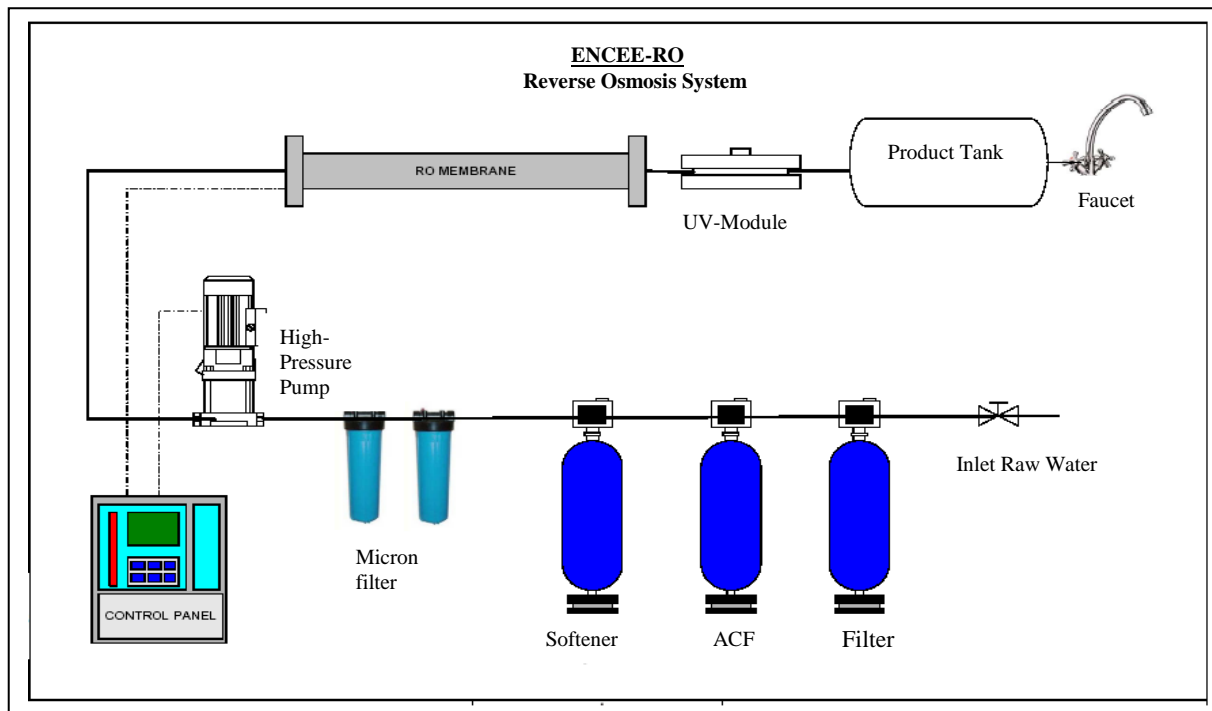 ENCEE-RO
Reverse Osmosis System
RO MEMBRANE
UV-Module
Product Tank
Faucet
High-
Pressure
Pump
Inlet Raw Water
Micron
filter
CONTROL PANEL
Softener
ACF
Filter